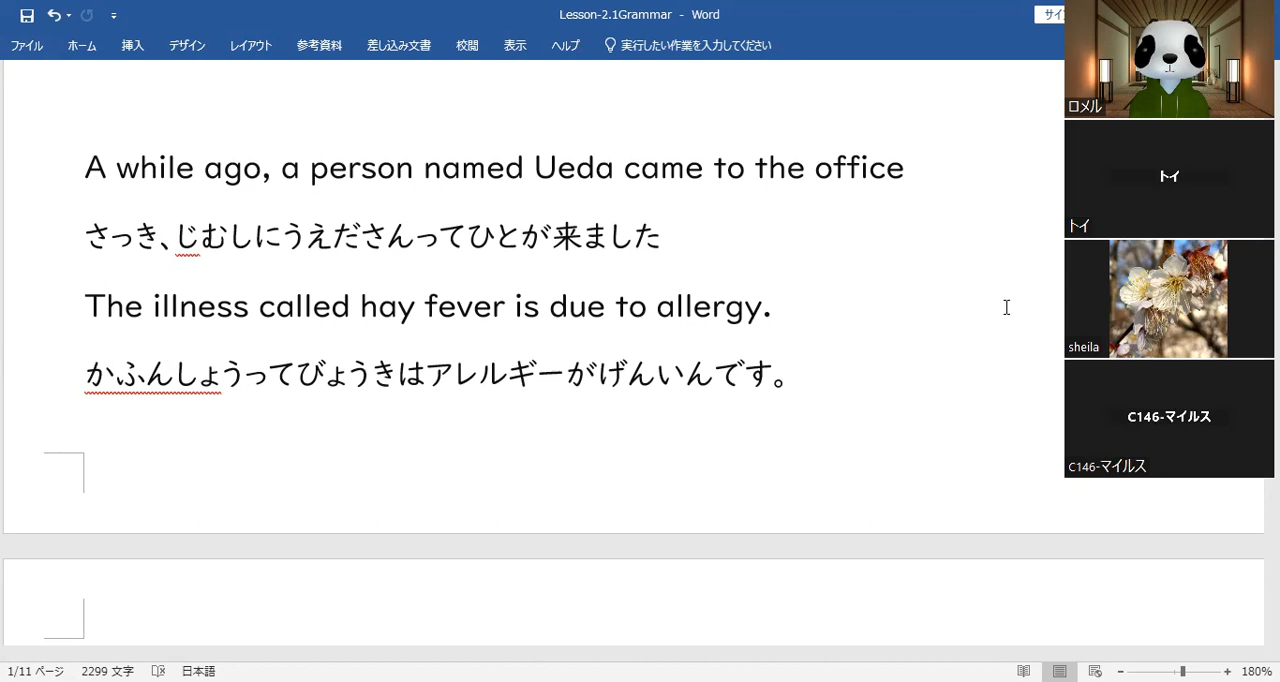 Lesson-2.1Grammar - Word
サイ
ファイル ホーム 挿入 デザイン レイアウト 参考資料 差し込み文書 校閲 表示 ヘルプ 実行したい作業を入力してください
ロメル
A while ago, a person named Ueda came to the office
トイ
トイ
さっき、じむしにうえださんってひとが来ました
The illness called hay fever is due to allergy.
sheila
かふんしょうってびょうきはアレルギーがげんいんです。
C146-マイルス
C146-マイルス
1/11 ページ 2299 文字 日本語 180%